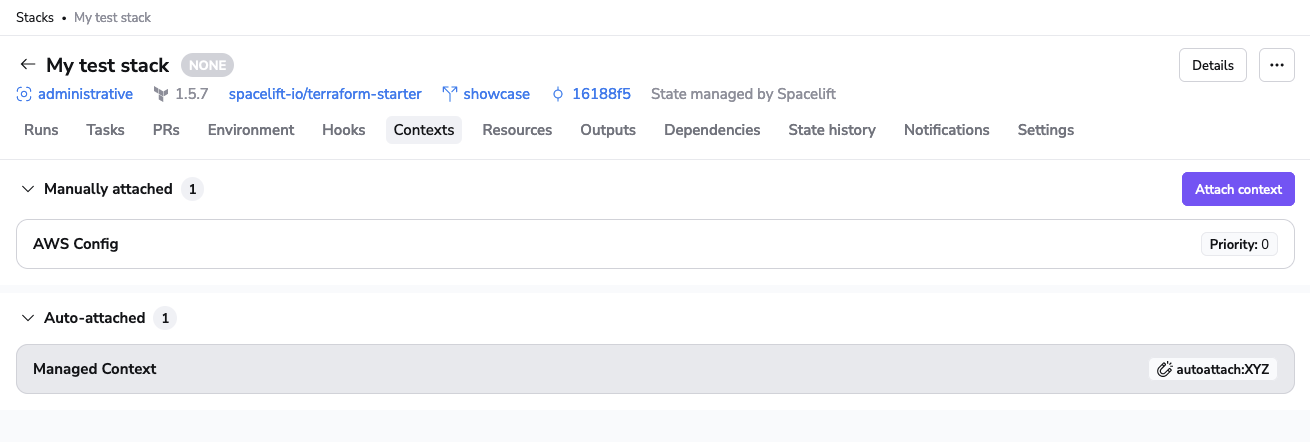 Stacks • My test stack
My test stack NONE Details
administrative 1.5.7 spacelift-io/terraform-starter showcase 16188f5 State managed by Spacelift
Runs Tasks PRs Environment Hooks Contexts Resources Outputs Dependencies State history Notifications Settings
Manually attached 1 Attach context
AWS Config Priority: 0
Auto-attached 1
Managed Context autoattach:XYZ